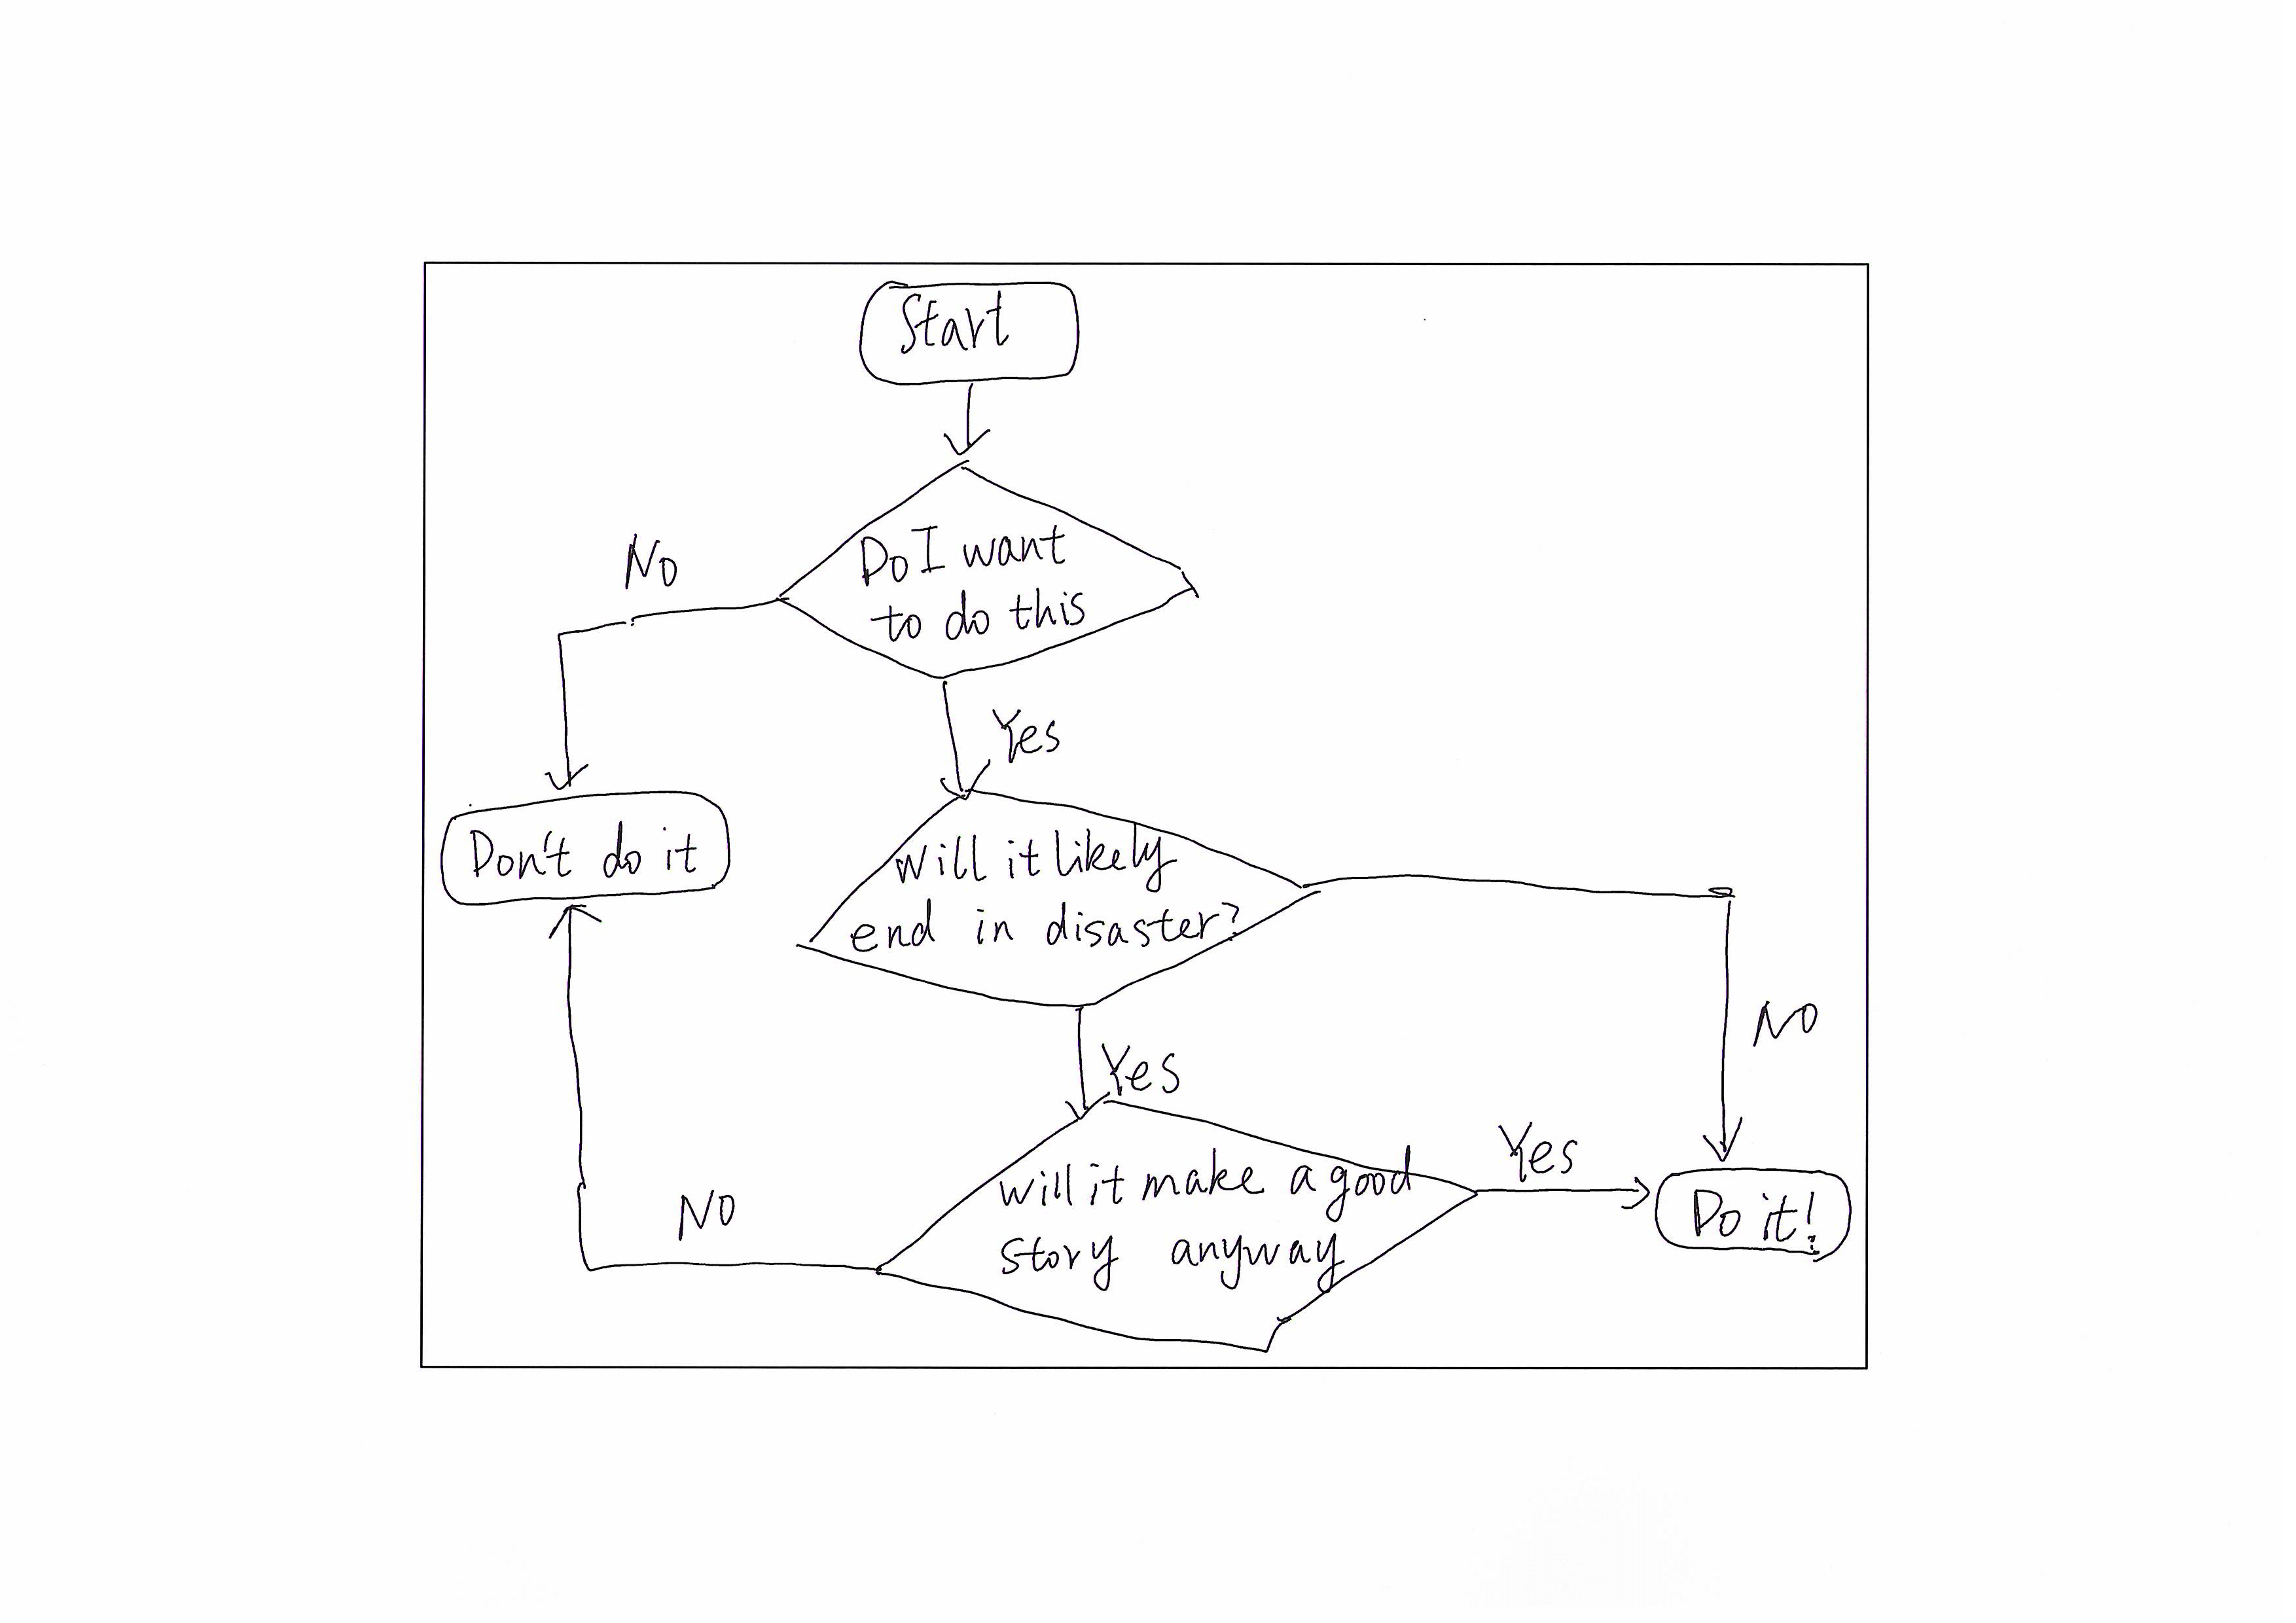 Start
No
Do I want
to do this
Yes
Don't do it
will it likely
end in disaster?
No
Yes
Yes
will it make a good
story anyway
No
Do it!